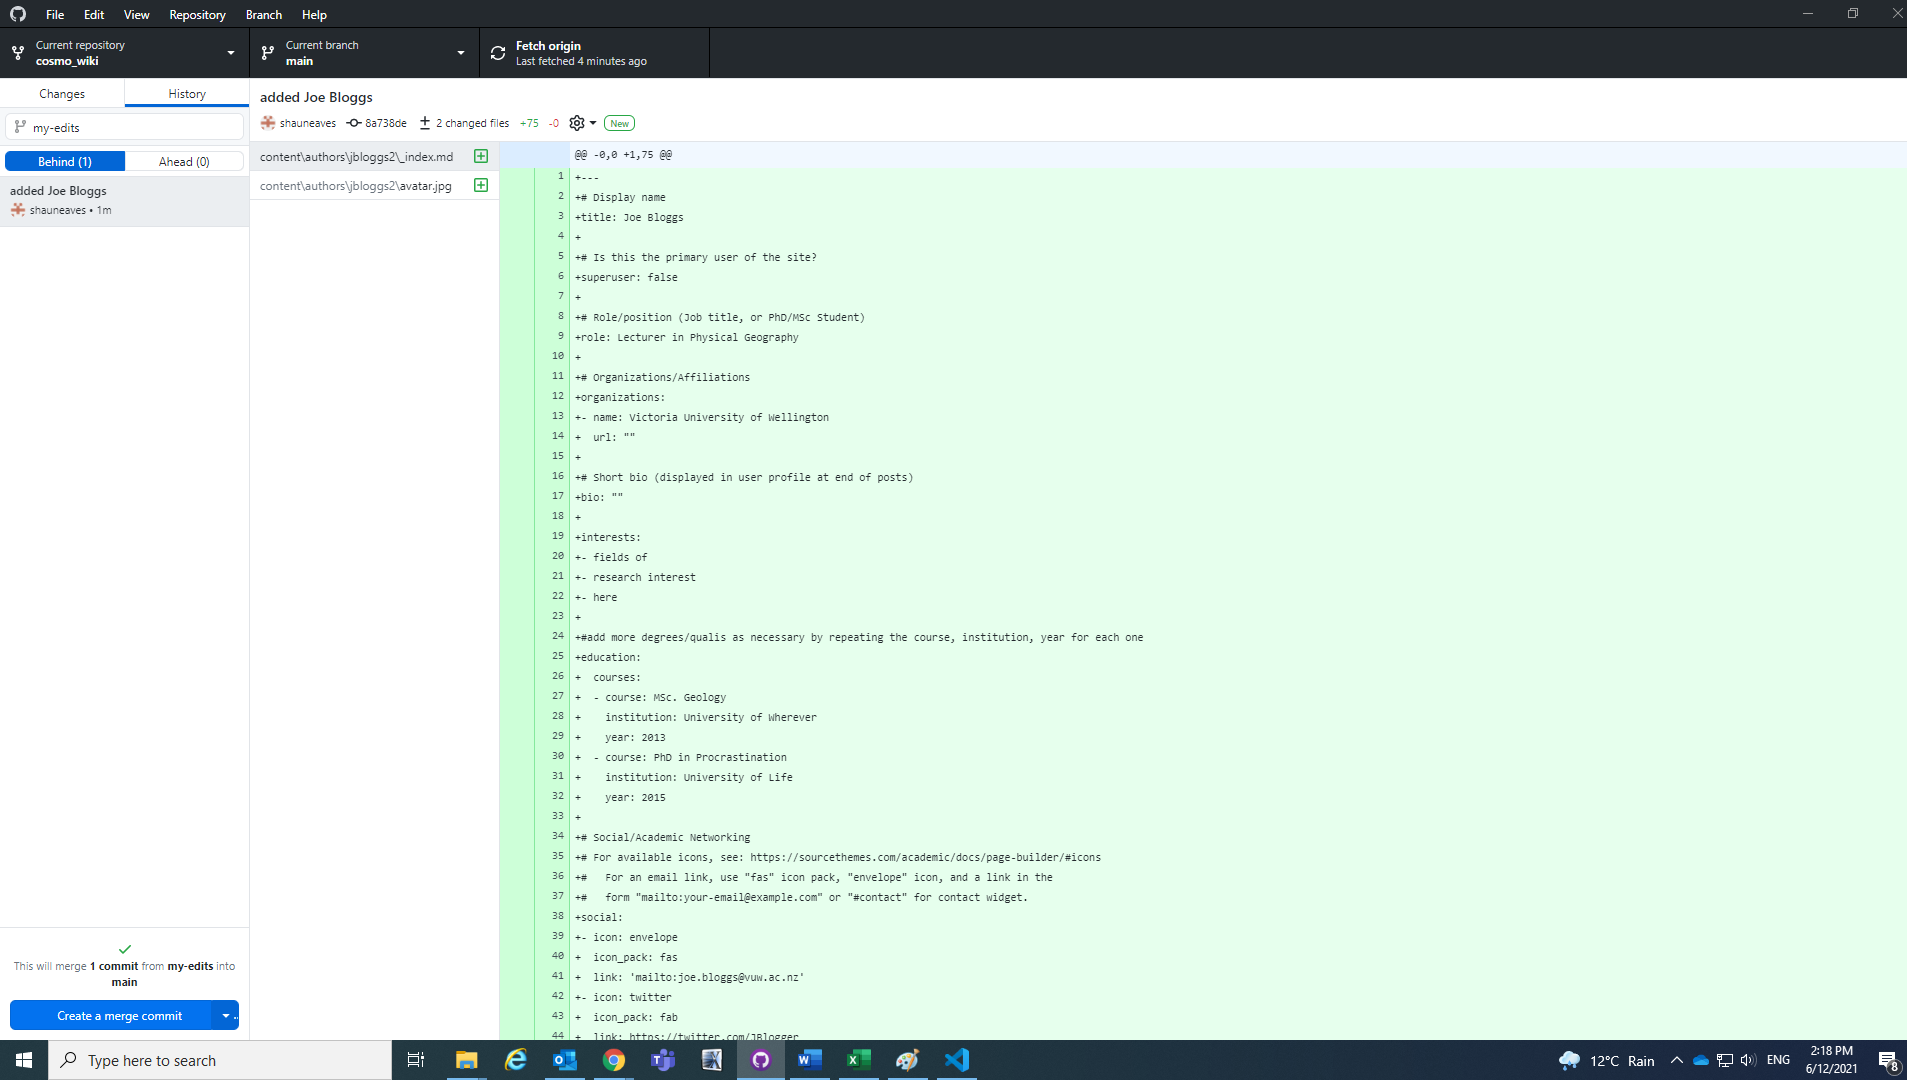 File Edit View Repository Branch Help
Current repository
cosmo_wiki
Current branch
main
Fetch origin
Last fetched 4 minutes ago
Changes
History
my-edits
Behind (1)
Ahead (0)
added Joe Bloggs
shauneaves • 1m
This will merge 1 commit from my-edits into
main
Create a merge commit
added Joe Bloggs
shauneaves 8a738de 2 changed files +75 -0 New
content\authors\jbloggs2\_index.md
content\authors\jbloggs2\avatar.jpg
@@ -0,0 +1,75 @@
1 +---
2 +# Display name
3 +title: Joe Bloggs
4 +
5 +# Is this the primary user of the site?
6 +superuser: false
7 +
8 +# Role/position (Job title, or PhD/MSc Student)
9 +role: Lecturer in Physical Geography
10 +
11 +# Organizations/Affiliations
12 +organizations:
13 +- name: Victoria University of Wellington
14 +  url: ""
15 +
16 +# Short bio (displayed in user profile at end of posts)
17 +bio: ""
18 +
19 +interests:
20 +- fields of
21 +- research interest
22 +- here
23 +
24 +#add more degrees/qualis as necessary by repeating the course, institution, year for each one
25 +education:
26 +  courses:
27 +  - course: MSc. Geology
28 +    institution: University of Wherever
29 +    year: 2013
30 +  - course: PhD in Procrastination
31 +    institution: University of Life
32 +    year: 2015
33 +
34 +# Social/Academic Networking
35 +# For available icons, see: https://sourcethemes.com/academic/docs/page-builder/#icons
36 +#   For an email link, use "fas" icon pack, "envelope" icon, and a link in the
37 +#   form "mailto:your-email@example.com" or "#contact" for contact widget.
38 +social:
39 +- icon: envelope
40 +  icon_pack: fas
41 +  link: 'mailto:joe.bloggs@vuw.ac.nz'
42 +- icon: twitter
43 +  icon_pack: fab
44 +  link: https://twitter.com/JBlogger
Type here to search
12°C Rain
ENG
2:18 PM
6/12/2021
8